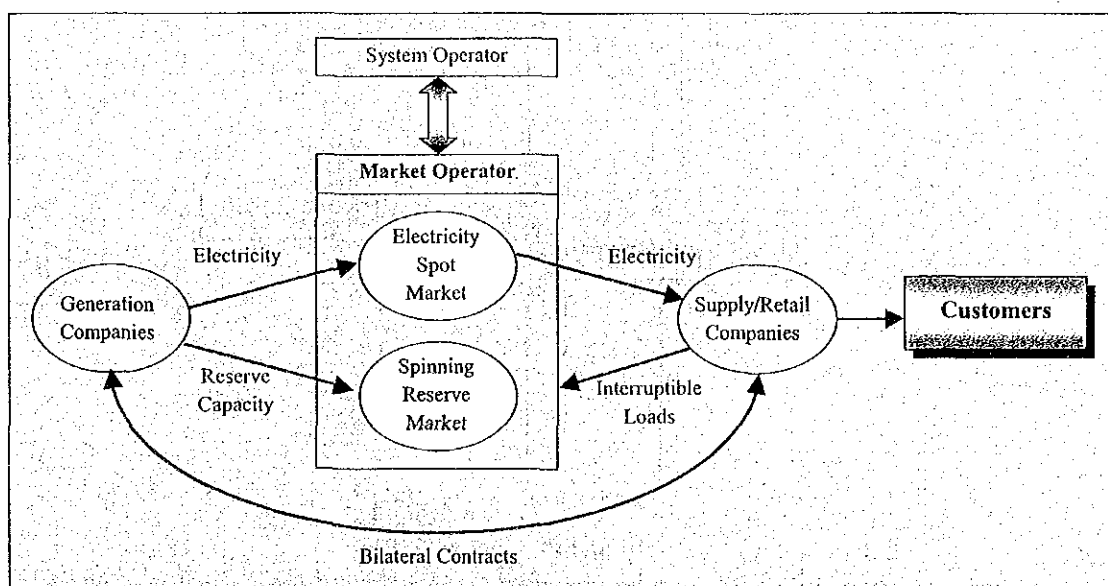 System Operator
Market Operator
Electricity
Spot
Market
Electricity
Electricity
Generation
Companies
Supply/Retail
Companies
Customers
Reserve
Capacity
Spinning
Reserve
Market
Interruptible
Loads
Bilateral Contracts